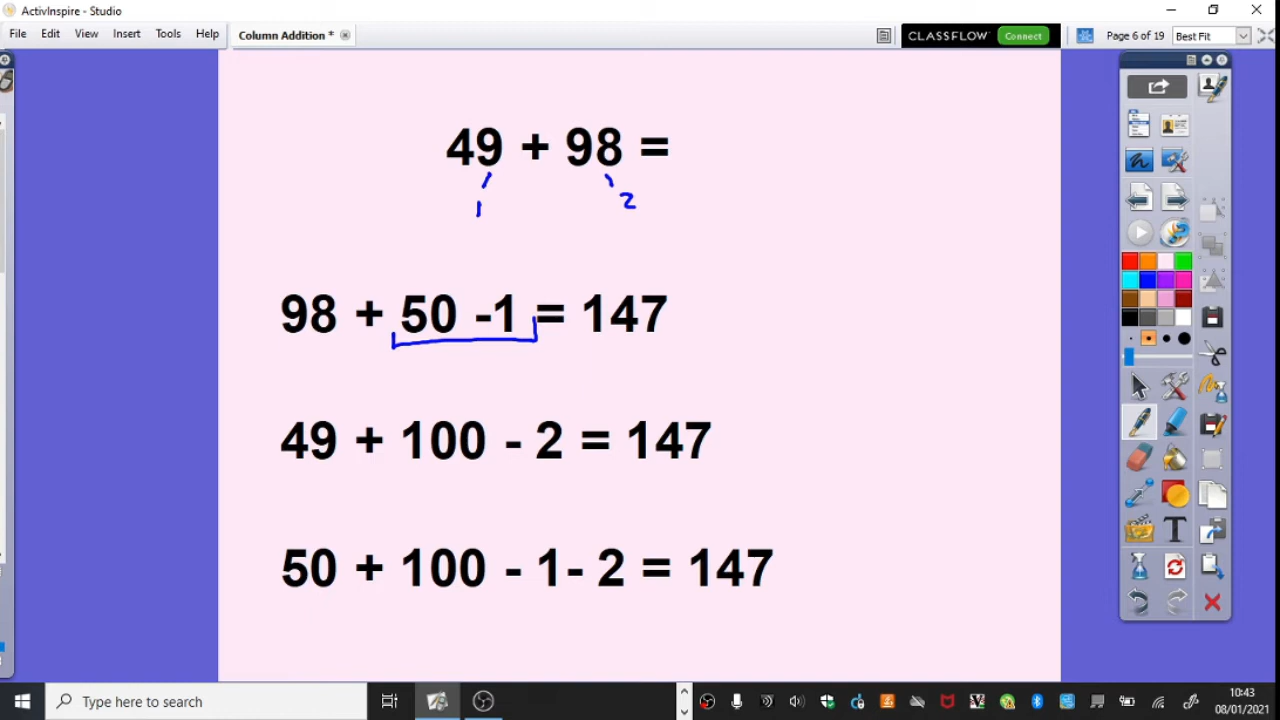 ActivInspire - Studio
File Edit View Insert Tools Help Column Addition * CLASSFLOW Connect Page 6 of 19 Best Fit
49 + 98 =
1 2
98 + 50 -1 = 147
49 + 100 - 2 = 147
50 + 100 - 1- 2 = 147
Type here to search
10:43
08/01/2021